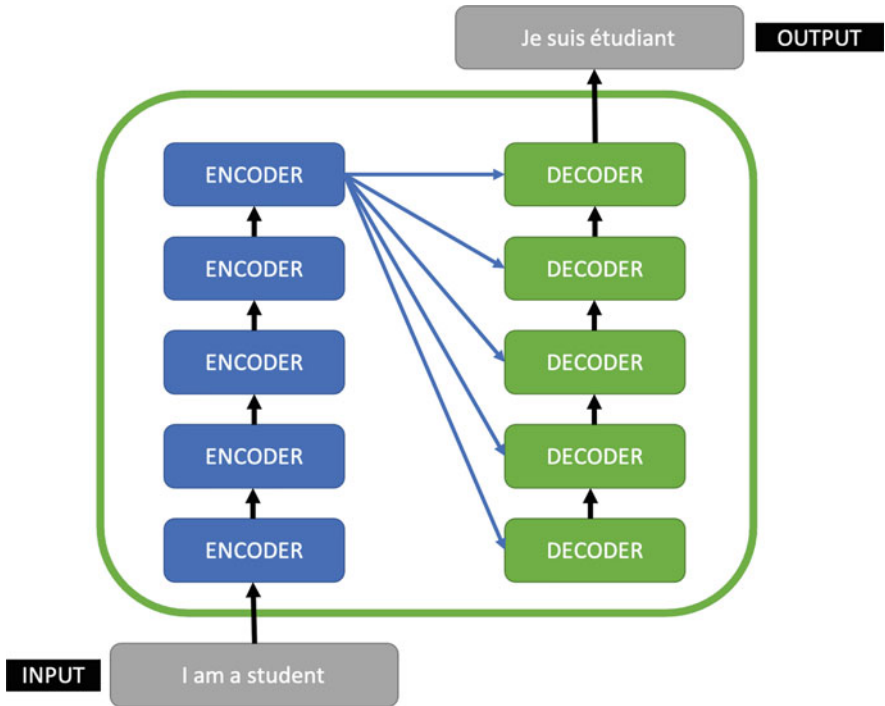 Je suis étudiant
OUTPUT
ENCODER
DECODER
ENCODER
DECODER
ENCODER
DECODER
ENCODER
DECODER
ENCODER
DECODER
INPUT
I am a student